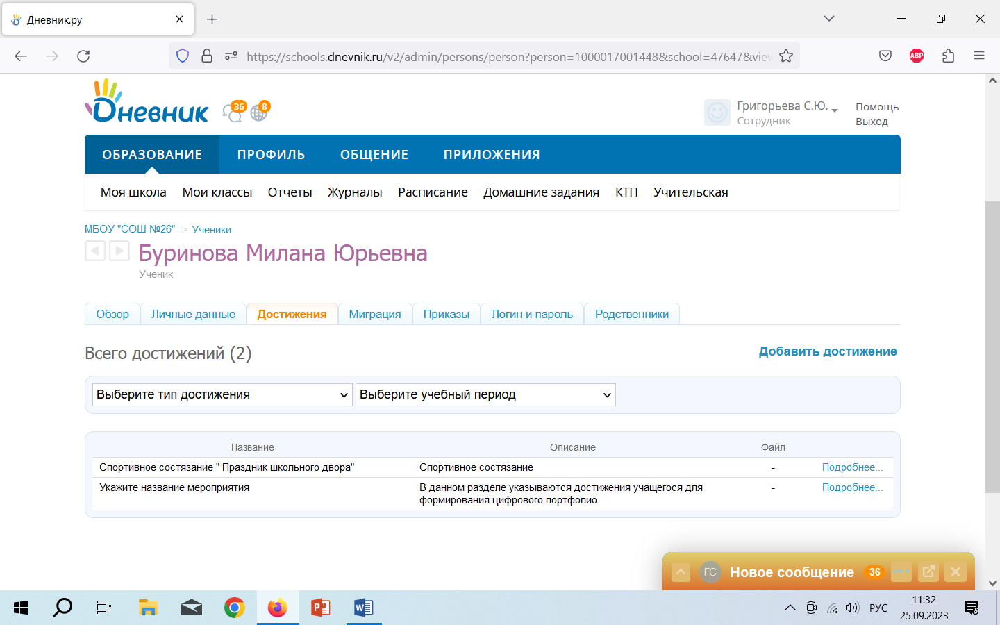 Дневник.ру
https://schools.dnevnik.ru/v2/admin/persons/person?person=1000017001448&school=47647&view
ABP
Дневник
36
8
Григорьева С.Ю.
Сотрудник
Помощь
Выход
ОБРАЗОВАНИЕ ПРОФИЛЬ ОБЩЕНИЕ ПРИЛОЖЕНИЯ
Моя школа Мои классы Отчеты Журналы Расписание Домашние задания КТП Учительская
МБОУ "СОШ №26" > Ученики
Буринова Милана Юрьевна
Ученик
Обзор Личные данные Достижения Миграция Приказы Логин и пароль Родственники
Всего достижений (2)
Добавить достижение
Выберите тип достижения Выберите учебный период
Название Описание Файл
Спортивное состязание " Праздник школьного двора" Спортивное состязание - Подробнее...
Укажите название мероприятия В данном разделе указываются достижения учащегося для - Подробнее...
формирования цифрового портфолио
ГС Новое сообщение 36
РУС
11:32
25.09.2023